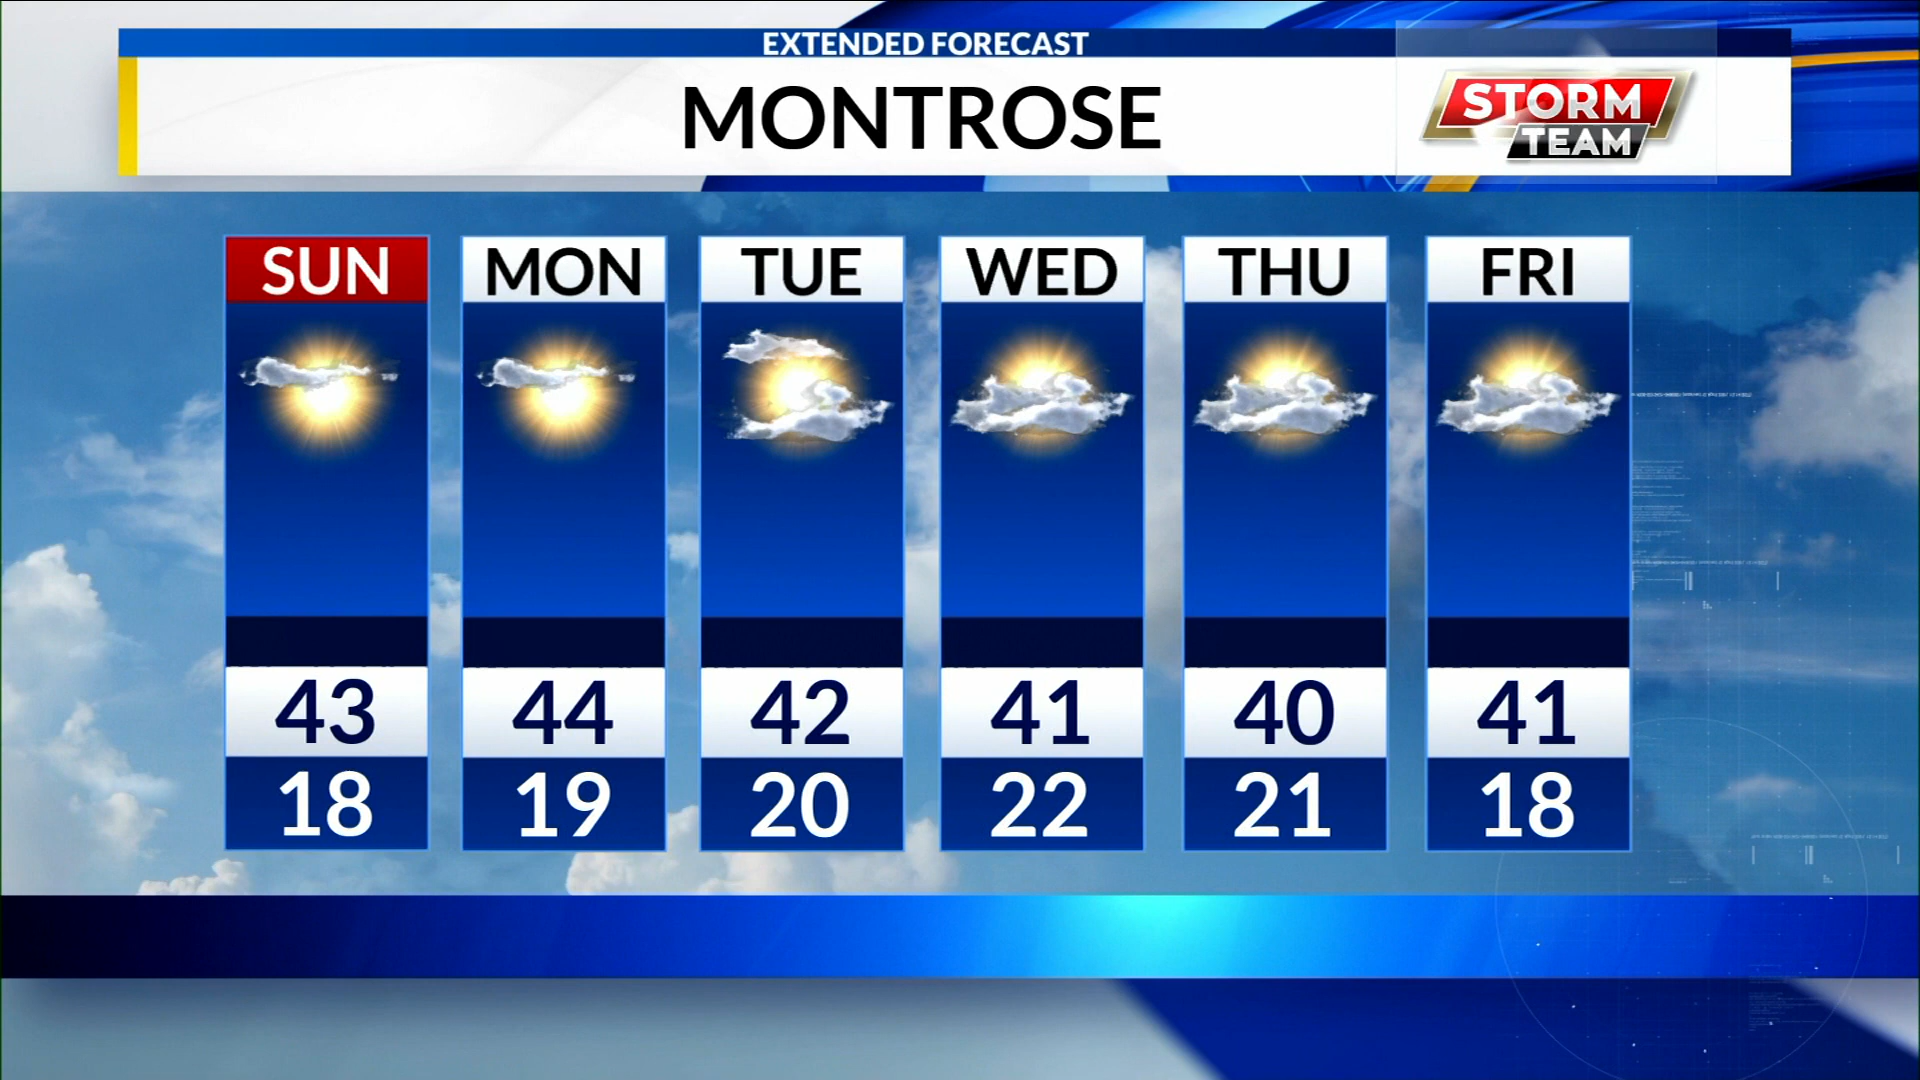 EXTENDED FORECAST
MONTROSE
STORM
TEAM
SUN MON TUE WED THU FRI
43 44 42 41 40 41
18 19 20 22 21 18